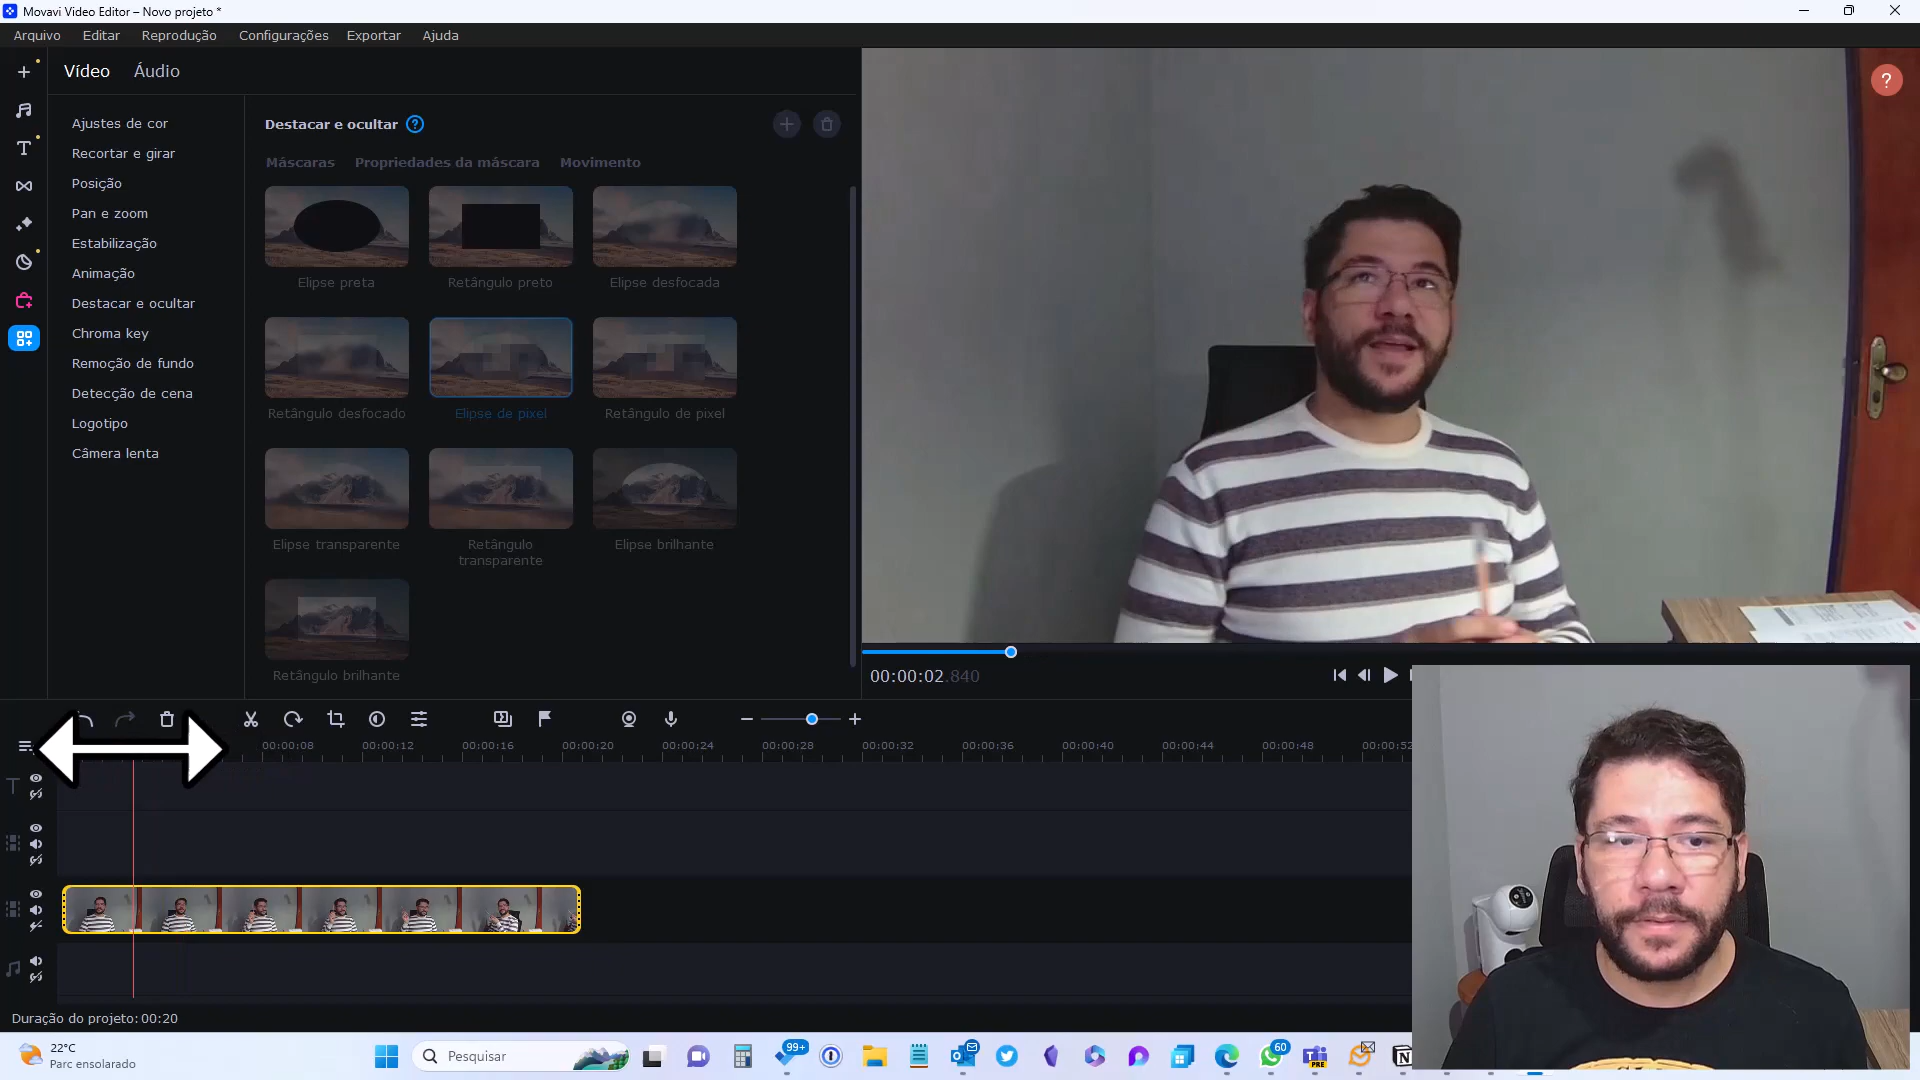 Movavi Video Editor – Novo projeto *
Arquivo Editar Reprodução Configurações Exportar Ajuda
Vídeo Áudio
Ajustes de cor
Recortar e girar
Posição
Pan e zoom
Estabilização
Animação
Destacar e ocultar
Chroma key
Remoção de fundo
Detecção de cena
Logotipo
Câmera lenta
Destacar e ocultar ?
Máscaras Propriedades da máscara Movimento
Elipse preta Retângulo preto Elipse desfocada
Retângulo desfocado Elipse de pixel Retângulo de pixel
Elipse transparente Retângulo transparente Elipse brilhante
Retângulo brilhante
?
00:00:02.840
00:00:08 00:00:12 00:00:16 00:00:20 00:00:24 00:00:28 00:00:32 00:00:36 00:00:40 00:00:44 00:00:48 00:00:52
Duração do projeto: 00:20
22°C
Parc ensolarado
Pesquisar
99+
60
PRE